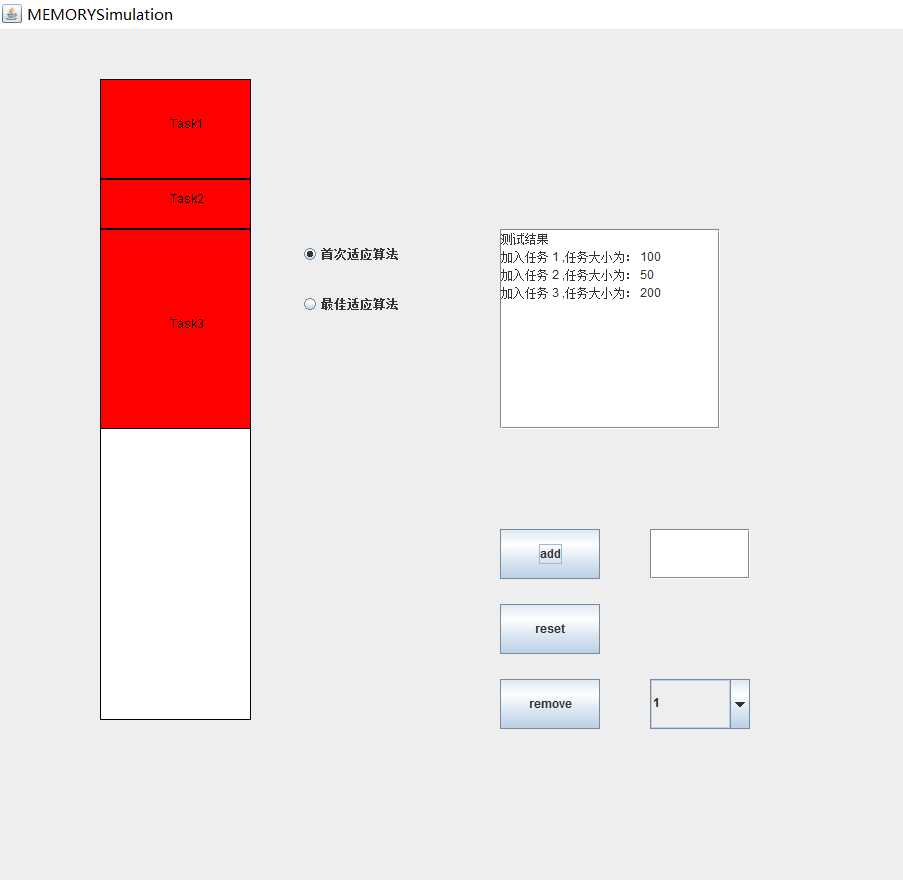 MEMORYSimulation
Task1
Task2
Task3
首次适应算法
最佳适应算法
测试结果
加入任务 1 ,任务大小为： 100
加入任务 2 ,任务大小为： 50
加入任务 3 ,任务大小为： 200
add
reset
remove
1